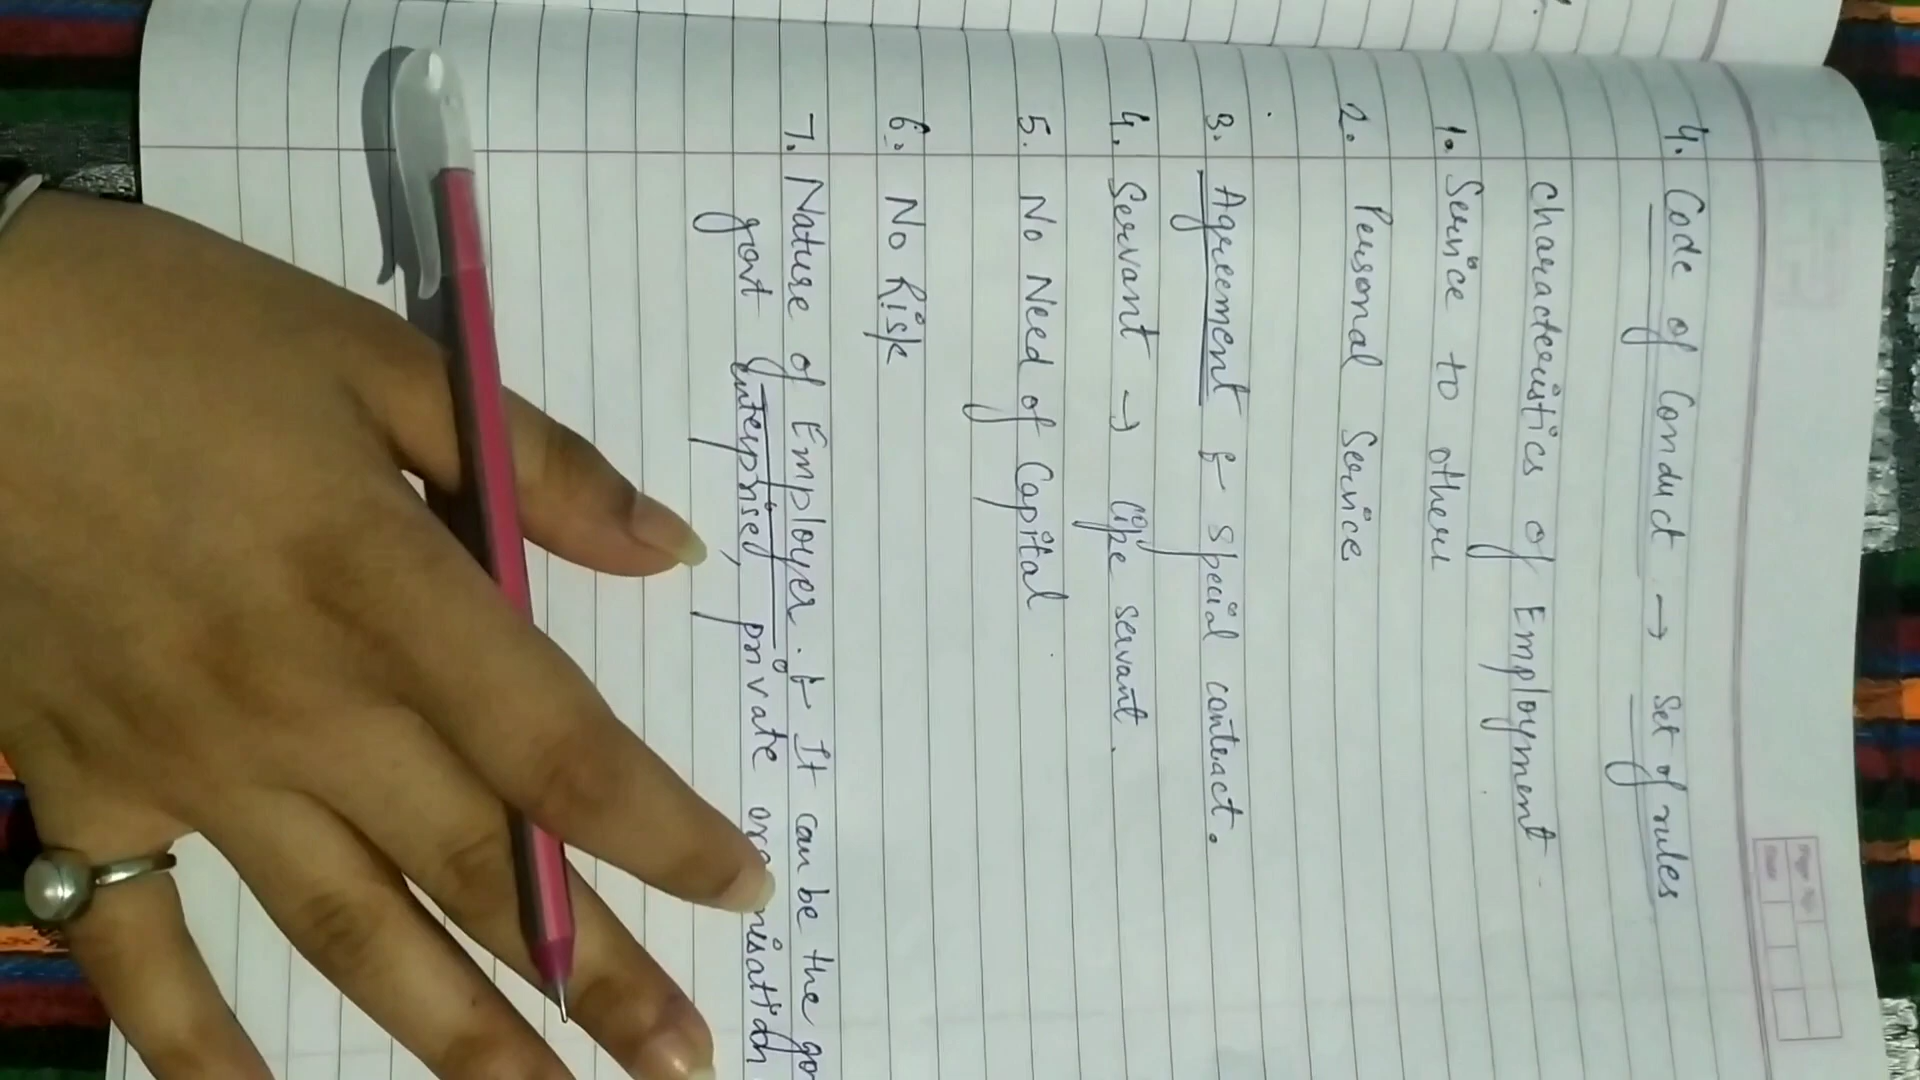 4. Code of Conduct → Set of rules
Characteristics of Employment
1. Service to others
2. Personal Service
3. Agreement & Special contract.
4. Servant → life servant.
5. No Need of Capital
6. No Risk
7. Nature of Employer. & It can be the
govt enterprise, private